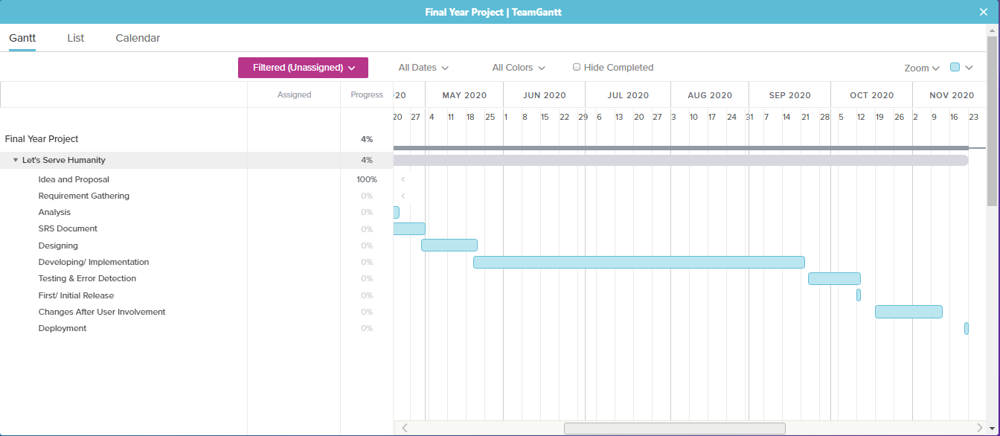 Final Year Project | TeamGantt
Gantt List Calendar
Filtered (Unassigned) All Dates All Colors Hide Completed Zoom
Assigned Progress 20 MAY 2020 JUN 2020 JUL 2020 AUG 2020 SEP 2020 OCT 2020 NOV 2020
20 27 4 11 18 25 1 8 15 22 29 6 13 20 27 3 10 17 24 31 7 14 21 28 5 12 19 26 2 9 16 23
Final Year Project 4%
Let's Serve Humanity 4%
Idea and Proposal 100%
Requirement Gathering 0%
Analysis 0%
SRS Document 0%
Designing 0%
Developing/ Implementation 0%
Testing & Error Detection 0%
First/ Initial Release 0%
Changes After User Involvement 0%
Deployment 0%